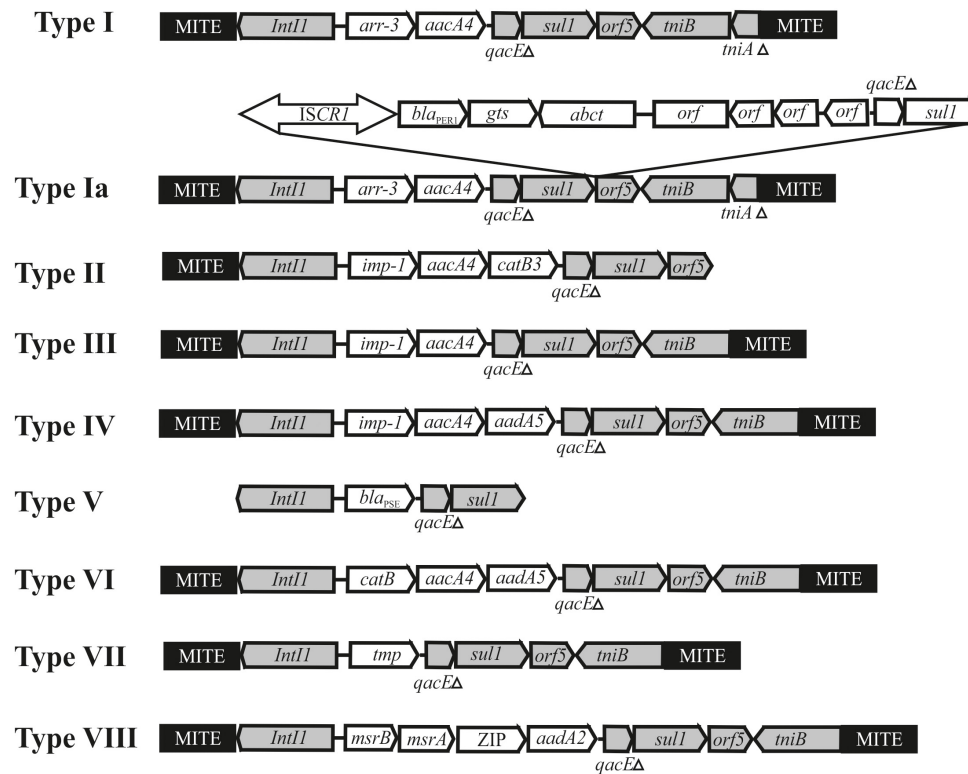 Type I MITE IntI1 arr-3 aacA4 sul1 orf5 tniB MITE
qacEΔ tniA Δ
qacEΔ
ISCR1 bla_PER1 gts abct orf orf orf orf sul1
Type Ia MITE IntI1 arr-3 aacA4 sul1 orf5 tniB MITE
qacEΔ tniA Δ
Type II MITE IntI1 imp-1 aacA4 catB3 sul1 orf5
qacEΔ
Type III MITE IntI1 imp-1 aacA4 sul1 orf5 tniB MITE
qacEΔ
Type IV MITE IntI1 imp-1 aacA4 aadA5 sul1 orf5 tniB MITE
qacEΔ
Type V IntI1 bla_PSE sul1
qacEΔ
Type VI MITE IntI1 catB aacA4 aadA5 sul1 orf5 tniB MITE
qacEΔ
Type VII MITE IntI1 tmp sul1 orf5 tniB MITE
qacEΔ
Type VIII MITE IntI1 msrB msrA ZIP aadA2 sul1 orf5 tniB MITE
qacEΔ